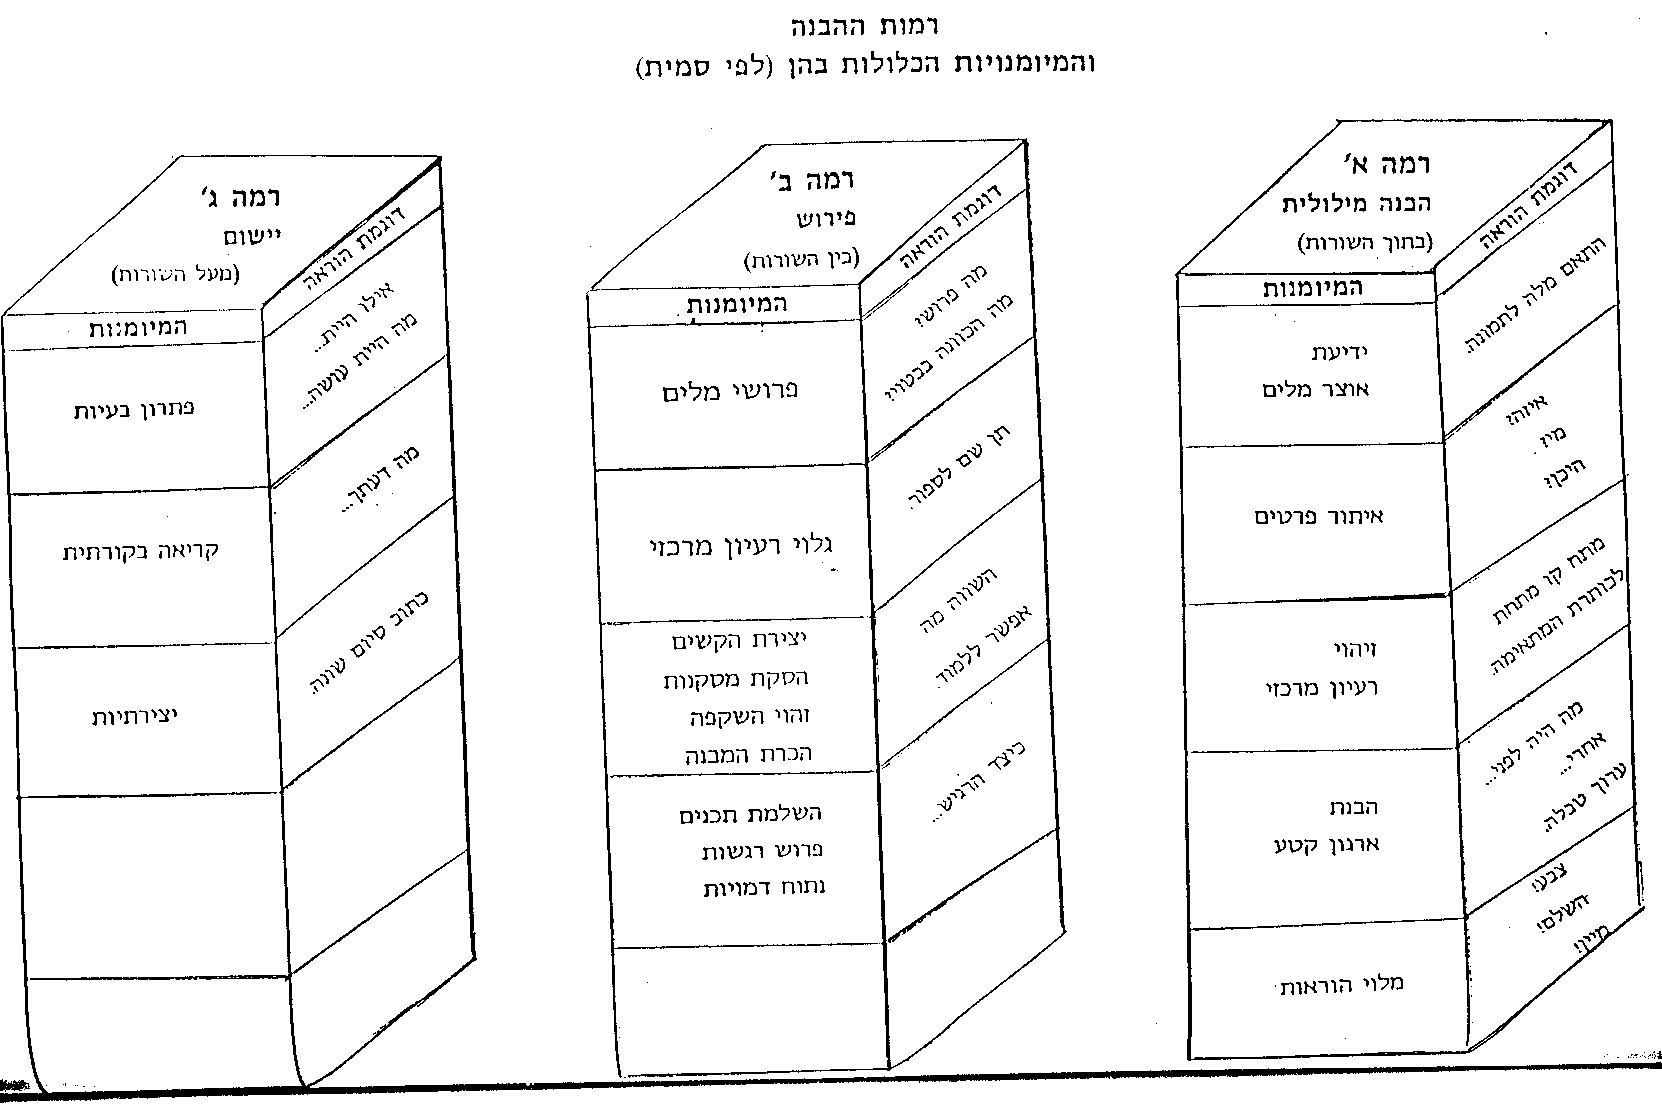 רמות ההבנה
והמיומנויות הכלולות בהן (לפי סמית)
רמה א׳
הבנה מילולית
(בתוך השורות)
המיומנות
דוגמת הוראה
ידיעת
אוצר מלים
התאם מלה לתמונה.
איתור פרטים
איזה?
מי?
היכן?
זיהוי
רעיון מרכזי
מתח קו מתחת
לכותרת המתאימה.
הבנת
ארגון קטע
מה היה לפני...
אחרי...
ערוך טבלה.
מלוי הוראות
צבע!
השלם!
מיין!
רמה ב׳
פירוש
(בין השורות)
המיומנות
דוגמת הוראה
פרושי מלים
מה פרוש?
מה הכוונה בבטוי?
גלוי רעיון מרכזי
תן שם לספור.
יצירת הקשים
הסקת מסקנות
זהוי השקפה
הכרת המבנה
השווה מה
אפשר ללמוד.
השלמת תכנים
פרוש רגשות
נתוח דמויות
כיצד הרגיש...
רמה ג׳
יישום
(מעל השורות)
המיומנות
דוגמת הוראה
פתרון בעיות
אילו היית...
מה היית עושה...
קריאה בקורתית
מה דעתך...
יצירתיות
כתוב סיום שונה.